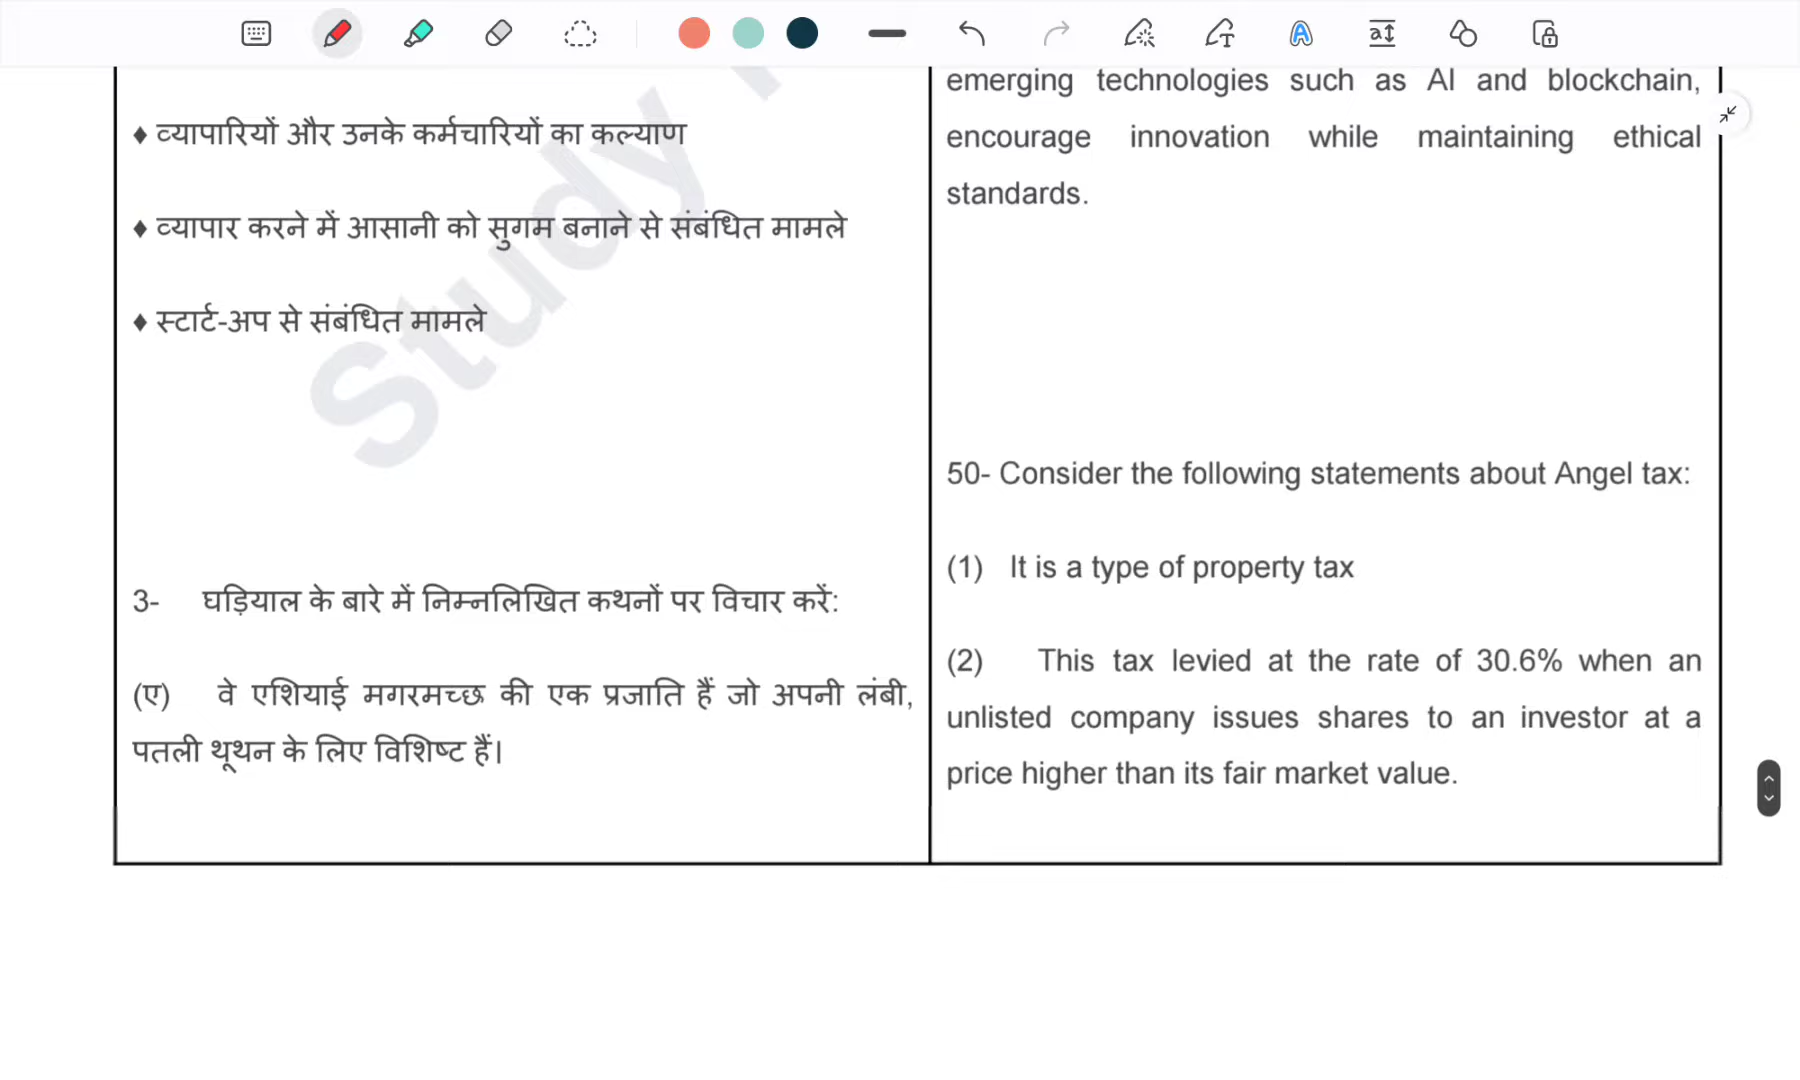 ♦ व्यापारियों और उनके कर्मचारियों का कल्याण
♦ व्यापार करने में आसानी को सुगम बनाने से संबंधित मामले
♦ स्टार्ट-अप से संबंधित मामले
3- घड़ियाल के बारे में निम्नलिखित कथनों पर विचार करें:
(ए) वे एशियाई मगरमच्छ की एक प्रजाति हैं जो अपनी लंबी,
पतली थूथन के लिए विशिष्ट हैं।
emerging technologies such as AI and blockchain,
encourage innovation while maintaining ethical
standards.
50- Consider the following statements about Angel tax:
(1) It is a type of property tax
(2) This tax levied at the rate of 30.6% when an
unlisted company issues shares to an investor at a
price higher than its fair market value.
Study